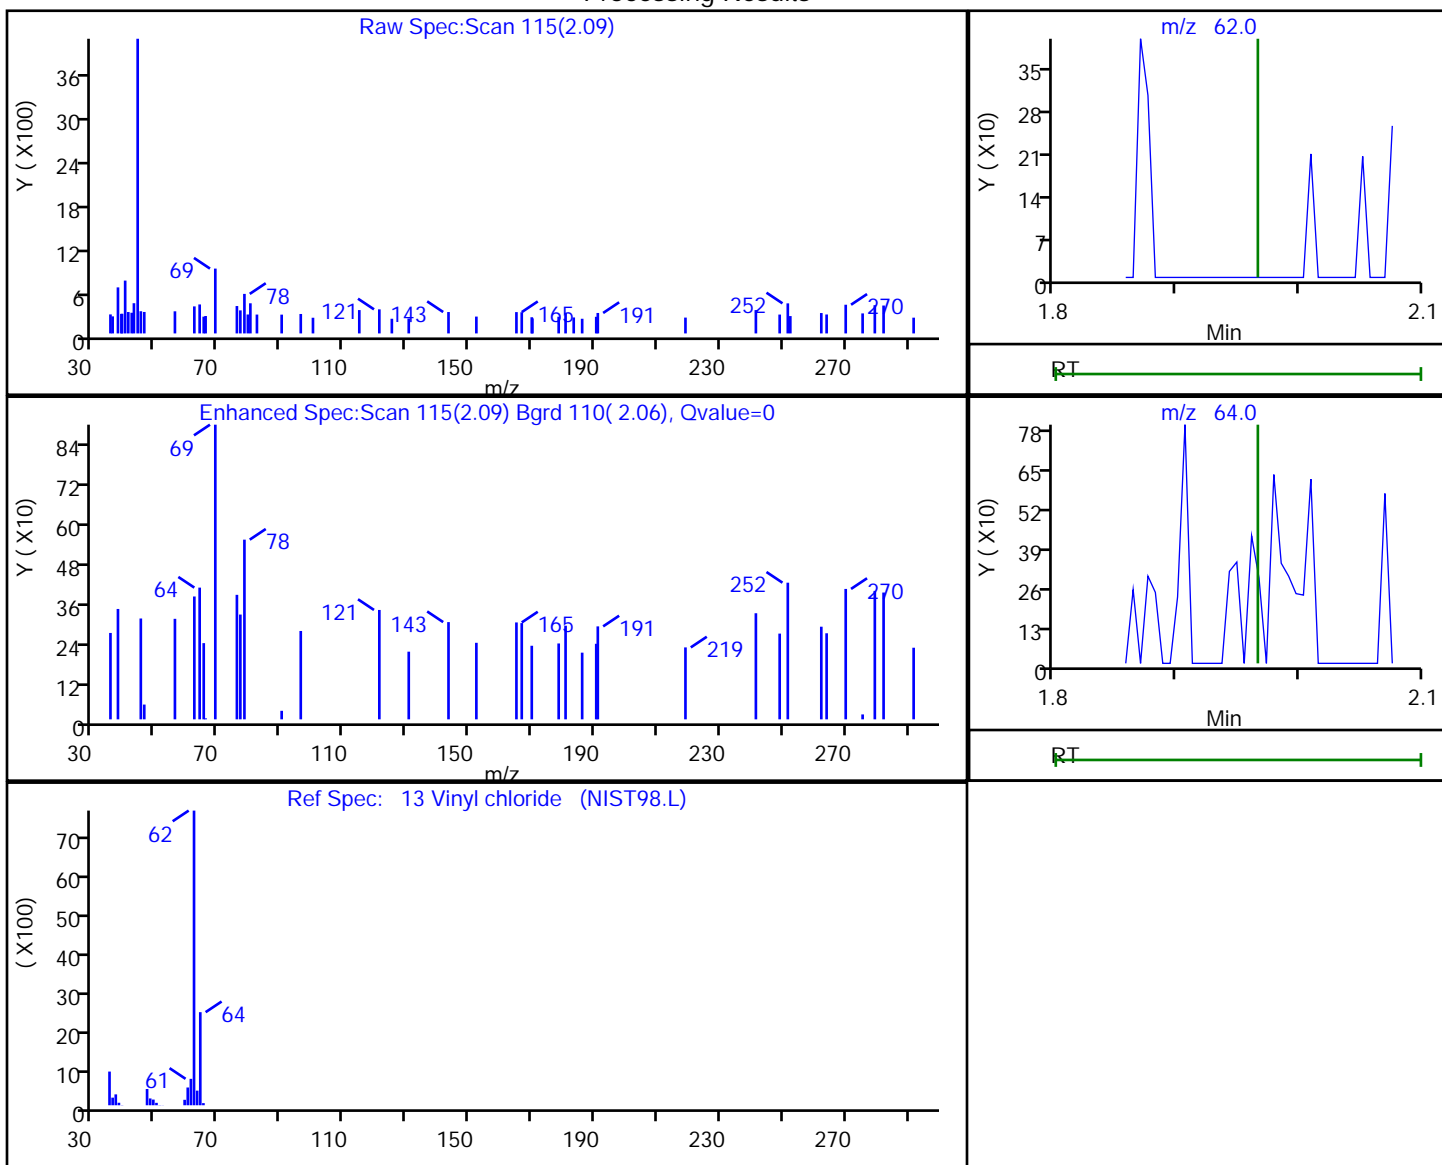 Processing Results
Raw Spec:Scan 115(2.09)
Y ( X100)
36
30
24
18
12
6
0
69
78
121
143
165
191
252
270
30 70 110 150 190 230 270
m/z
m/z 62.0
Y ( X10)
35
28
21
14
7
0
1.8 2.1
Min
RT
Enhanced Spec:Scan 115(2.09) Bgrd 110( 2.06), Qvalue=0
Y ( X10)
84
72
60
48
36
24
12
0
69
78
64
121
143
165
191
219
252
270
30 70 110 150 190 230 270
m/z
m/z 64.0
Y ( X10)
78
65
52
39
26
13
0
1.8 2.1
Min
RT
Ref Spec: 13 Vinyl chloride (NIST98.L)
( X100)
70
60
50
40
30
20
10
0
62
64
61
30 70 110 150 190 230 270